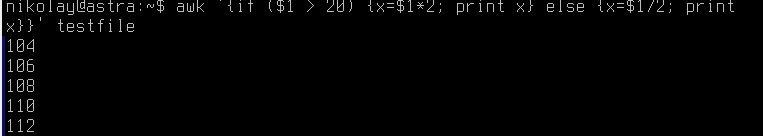 nikolay@astra:~$ awk '{if ($1 > 20) {x=$1*2; print x} else {x=$1/2; print
x}}' testfile
104
106
108
110
112